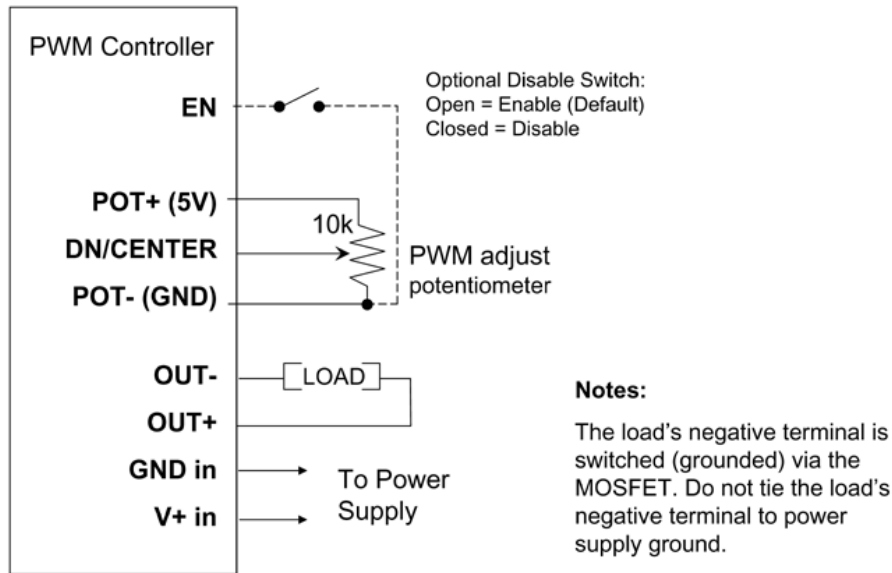 PWM Controller
EN
Optional Disable Switch:
Open = Enable (Default)
Closed = Disable
POT+ (5V)
10k
DN/CENTER
PWM adjust
potentiometer
POT- (GND)
OUT-
LOAD
OUT+
GND in
V+ in
To Power
Supply
Notes:
The load's negative terminal is
switched (grounded) via the
MOSFET. Do not tie the load's
negative terminal to power
supply ground.